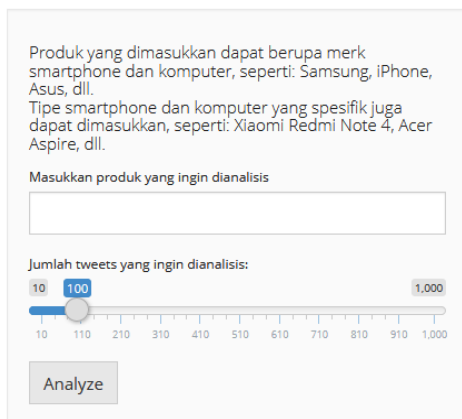 Produk yang dimasukkan dapat berupa merk
smartphone dan komputer, seperti: Samsung, iPhone,
Asus, dll.
Tipe smartphone dan komputer yang spesifik juga
dapat dimasukkan, seperti: Xiaomi Redmi Note 4, Acer
Aspire, dll.
Masukkan produk yang ingin dianalisis
Jumlah tweets yang ingin dianalisis:
10 100 1,000
10 110 210 310 410 510 610 710 810 910 1,000
Analyze